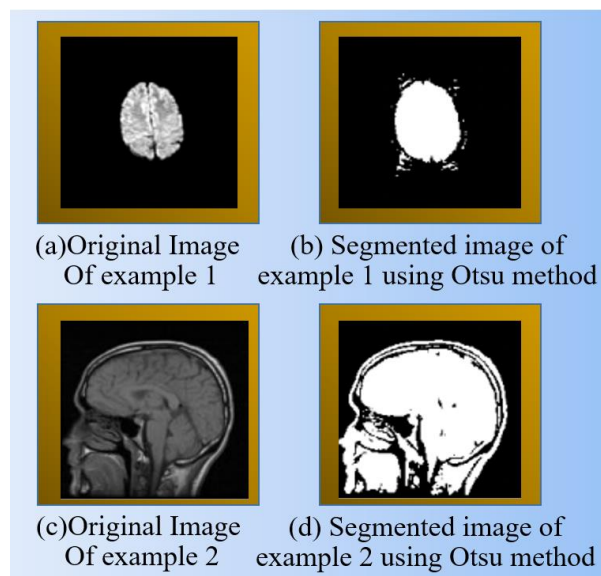 (a)Original Image
Of example 1
(b) Segmented image of
example 1 using Otsu method
(c)Original Image
Of example 2
(d) Segmented image of
example 2 using Otsu method